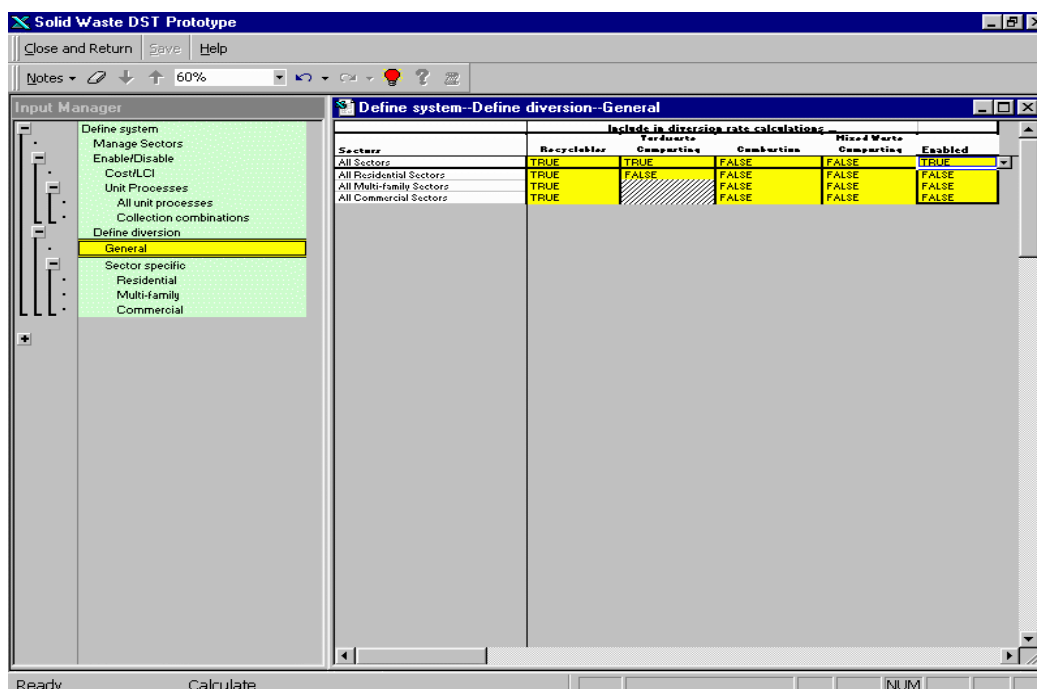 Solid Waste DST Prototype
Close and Return Save Help
Notes 60%
Input Manager
Define system
Manage Sectors
Enable/Disable
Cost/LCI
Unit Processes
All unit processes
Collection combinations
Define diversion
General
Sector specific
Residential
Multi-family
Commercial
Define system--Define diversion--General
Include in diversion rate calculations ...
Yardwaste Mixed Waste
Sectors Recyclables Composting Combustion Composting Enabled
All Sectors TRUE TRUE FALSE FALSE TRUE
All Residential Sectors TRUE FALSE FALSE FALSE FALSE
All Multi-family Sectors TRUE FALSE FALSE FALSE
All Commercial Sectors TRUE FALSE FALSE FALSE
Ready Calculate NUM